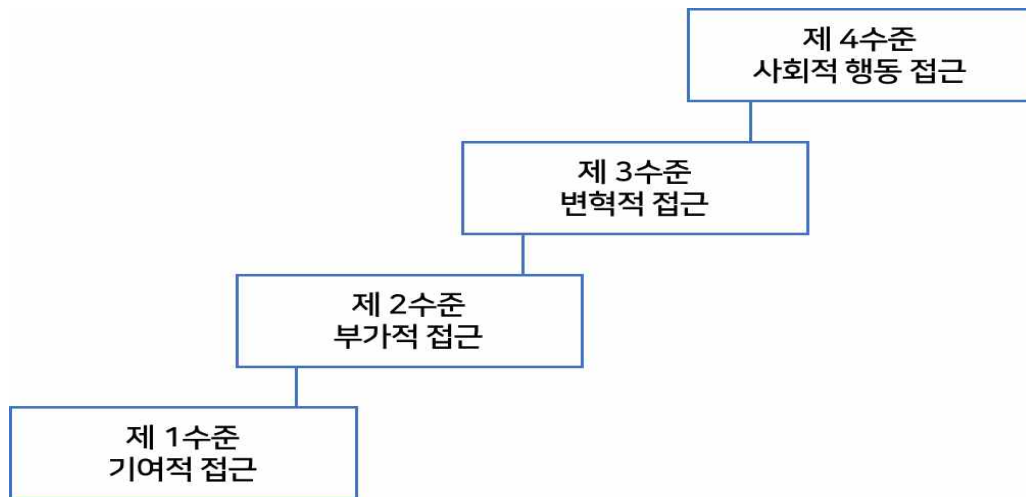 제 4수준
사회적 행동 접근
제 3수준
변혁적 접근
제 2수준
부가적 접근
제 1수준
기여적 접근